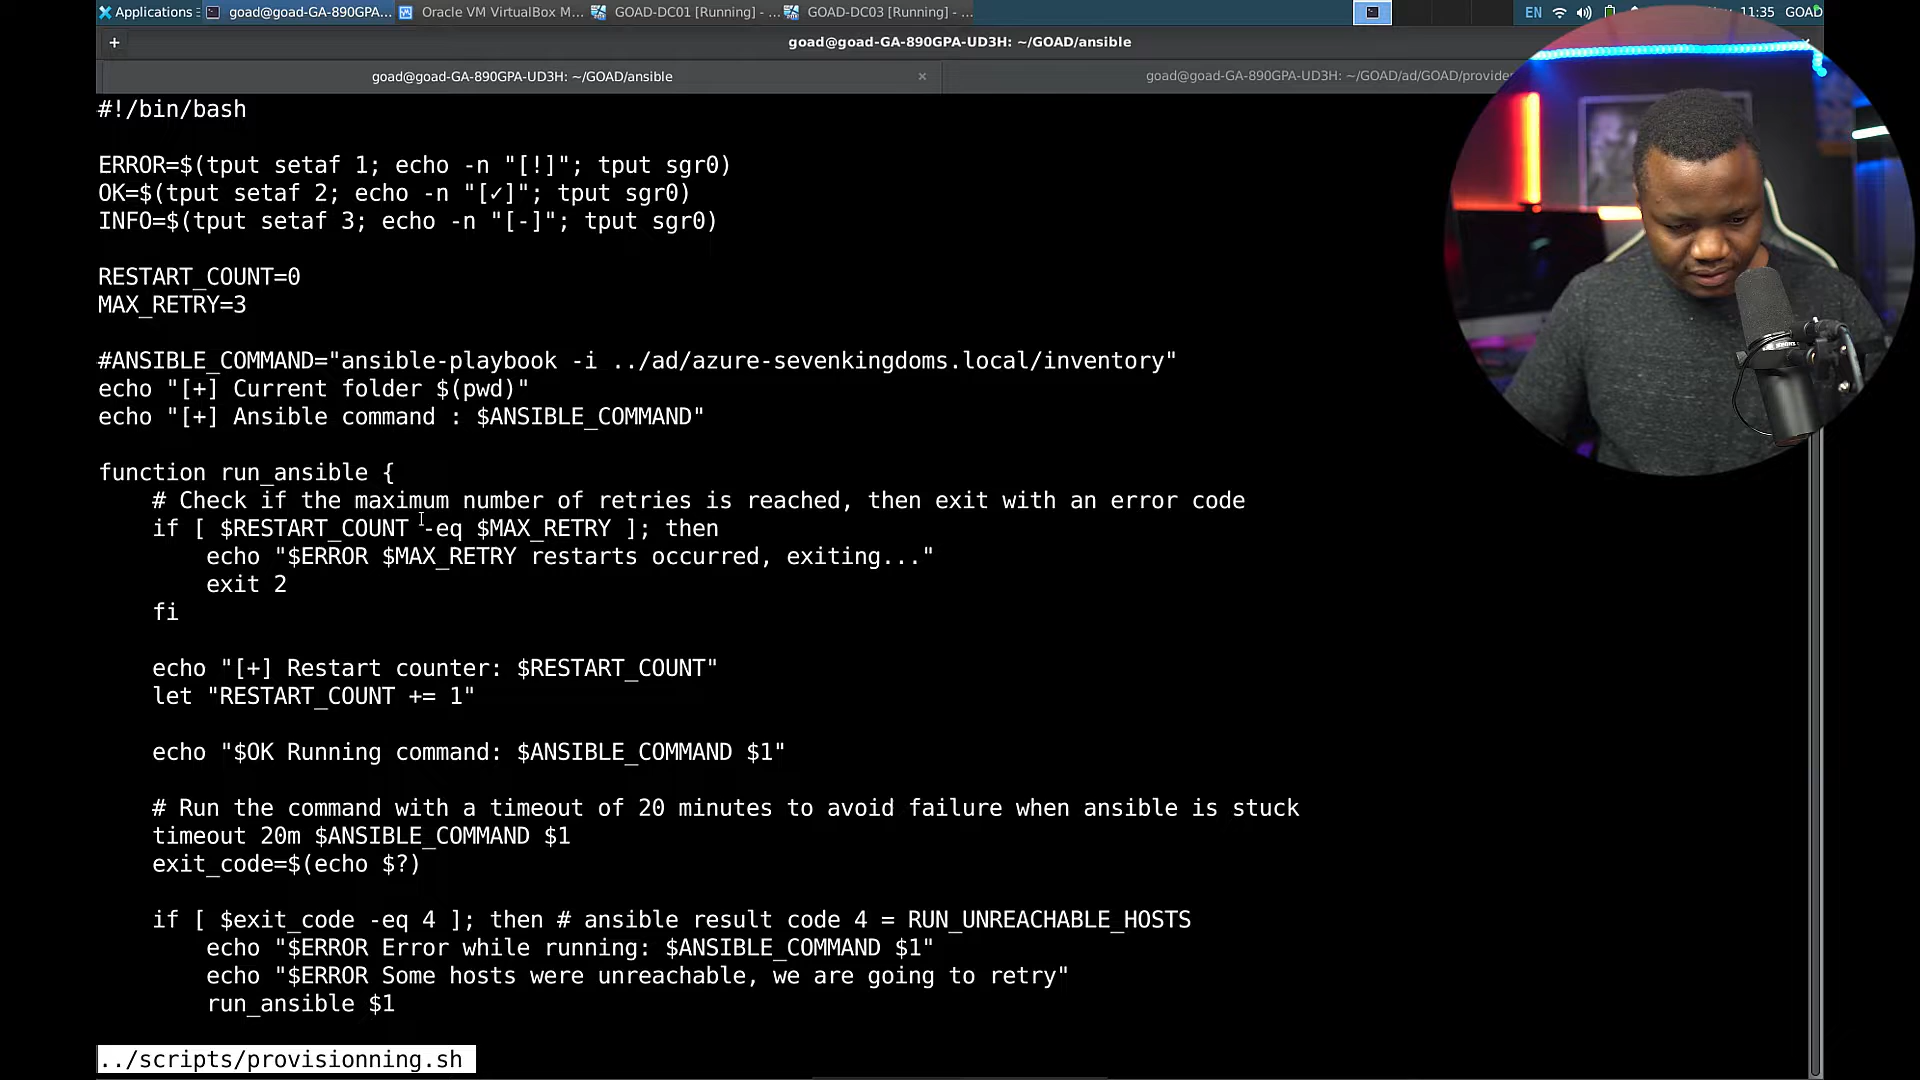 Applications
goad@goad-GA-890GPA...
Oracle VM VirtualBox M...
GOAD-DC01 [Running] - ...
GOAD-DC03 [Running] - ...
EN
11:35
GOAD
+
goad@goad-GA-890GPA-UD3H: ~/GOAD/ansible
goad@goad-GA-890GPA-UD3H: ~/GOAD/ansible
×
goad@goad-GA-890GPA-UD3H: ~/GOAD/ad/GOAD/provide
#!/bin/bash
ERROR=$(tput setaf 1; echo -n "[!]"; tput sgr0)
OK=$(tput setaf 2; echo -n "[✓]"; tput sgr0)
INFO=$(tput setaf 3; echo -n "[-]"; tput sgr0)
RESTART_COUNT=0
MAX_RETRY=3
#ANSIBLE_COMMAND="ansible-playbook -i ../ad/azure-sevenkingdoms.local/inventory"
echo "[+] Current folder $(pwd)"
echo "[+] Ansible command : $ANSIBLE_COMMAND"
function run_ansible {
# Check if the maximum number of retries is reached, then exit with an error code
if [ $RESTART_COUNT -eq $MAX_RETRY ]; then
echo "$ERROR $MAX_RETRY restarts occurred, exiting..."
exit 2
fi
echo "[+] Restart counter: $RESTART_COUNT"
let "RESTART_COUNT += 1"
echo "$OK Running command: $ANSIBLE_COMMAND $1"
# Run the command with a timeout of 20 minutes to avoid failure when ansible is stuck
timeout 20m $ANSIBLE_COMMAND $1
exit_code=$(echo $?)
if [ $exit_code -eq 4 ]; then # ansible result code 4 = RUN_UNREACHABLE_HOSTS
echo "$ERROR Error while running: $ANSIBLE_COMMAND $1"
echo "$ERROR Some hosts were unreachable, we are going to retry"
run_ansible $1
../scripts/provisionning.sh